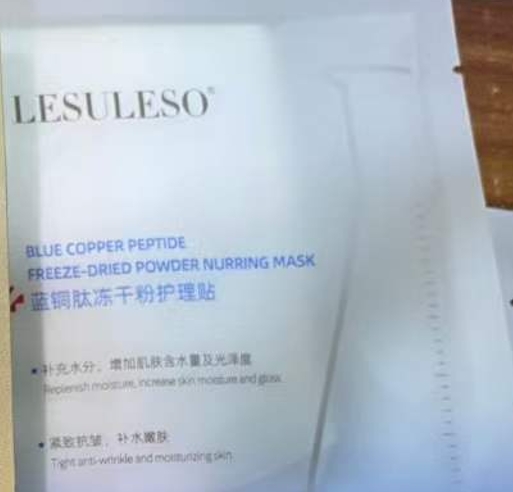 LESULESO®
BLUE COPPER PEPTIDE
FREEZE-DRIED POWDER NURRING MASK
蓝铜肽冻干粉护理贴
• 补充水分，增加肌肤含水量及光泽度
Replenish moisture, increase skin moisture and gloss
• 紧致抗皱，补水嫩肤
Tight anti-wrinkle and moisturizing skin